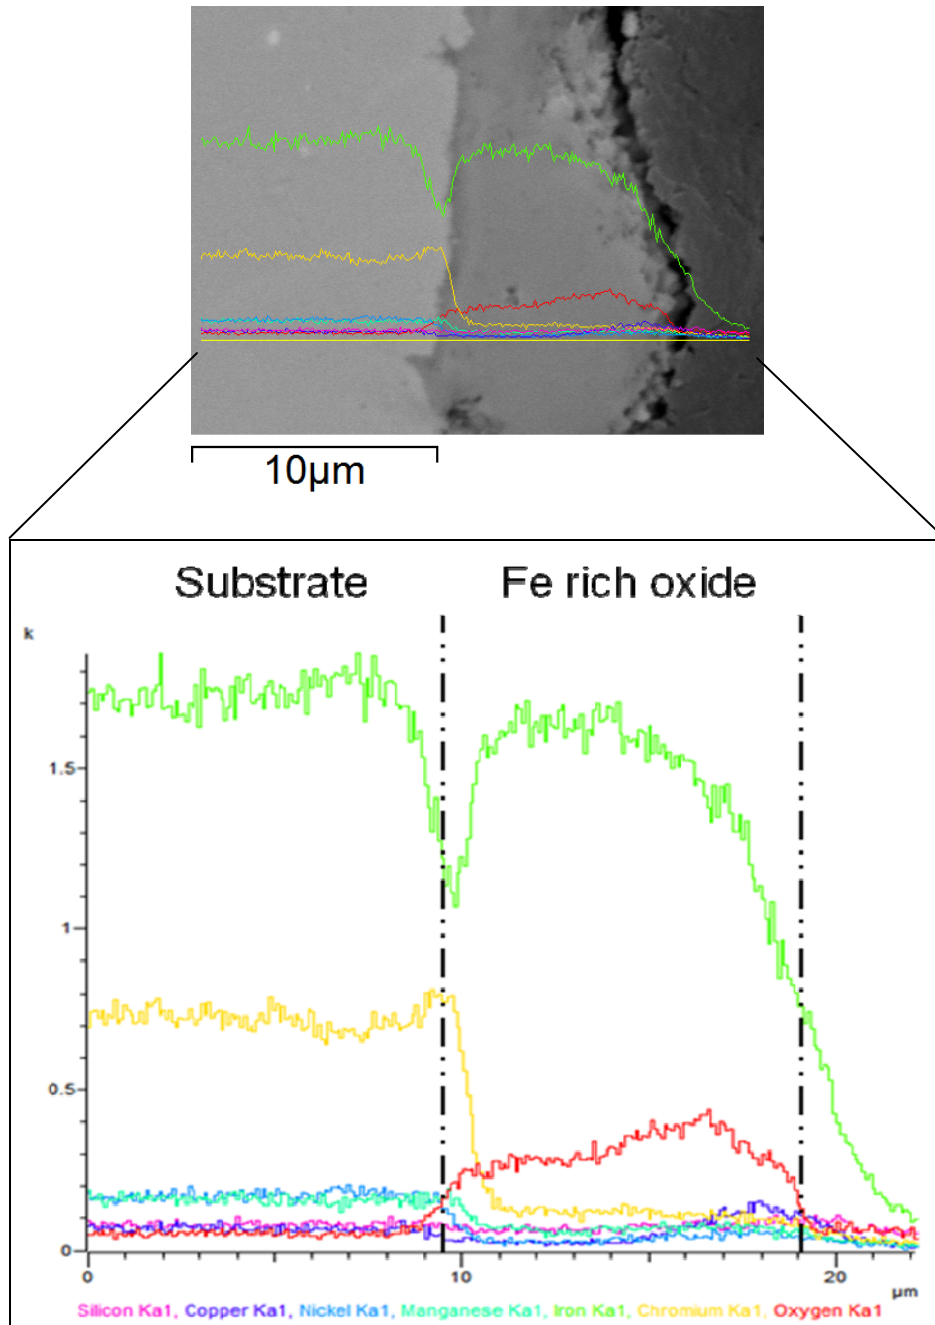 10µm
Substrate
Fe rich oxide
k
1.5
1
0.5
0
0
10
20
µm
Silicon Ka1, Copper Ka1, Nickel Ka1, Manganese Ka1, Iron Ka1, Chromium Ka1, Oxygen Ka1